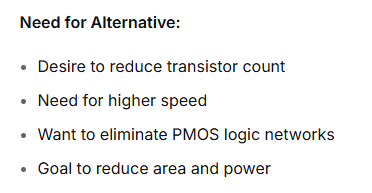 Need for Alternative:
• Desire to reduce transistor count
• Need for higher speed
• Want to eliminate PMOS logic networks
• Goal to reduce area and power